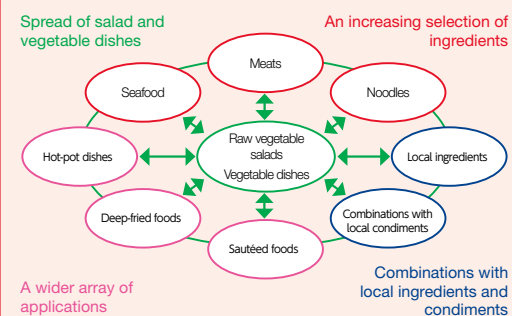 Spread of salad and
vegetable dishes
An increasing selection of
ingredients
Meats
Seafood
Noodles
Raw vegetable
salads
Vegetable dishes
Hot-pot dishes
Local ingredients
Deep-fried foods
Combinations with
local condiments
Sautéed foods
A wider array of
applications
Combinations with
local ingredients and
condiments